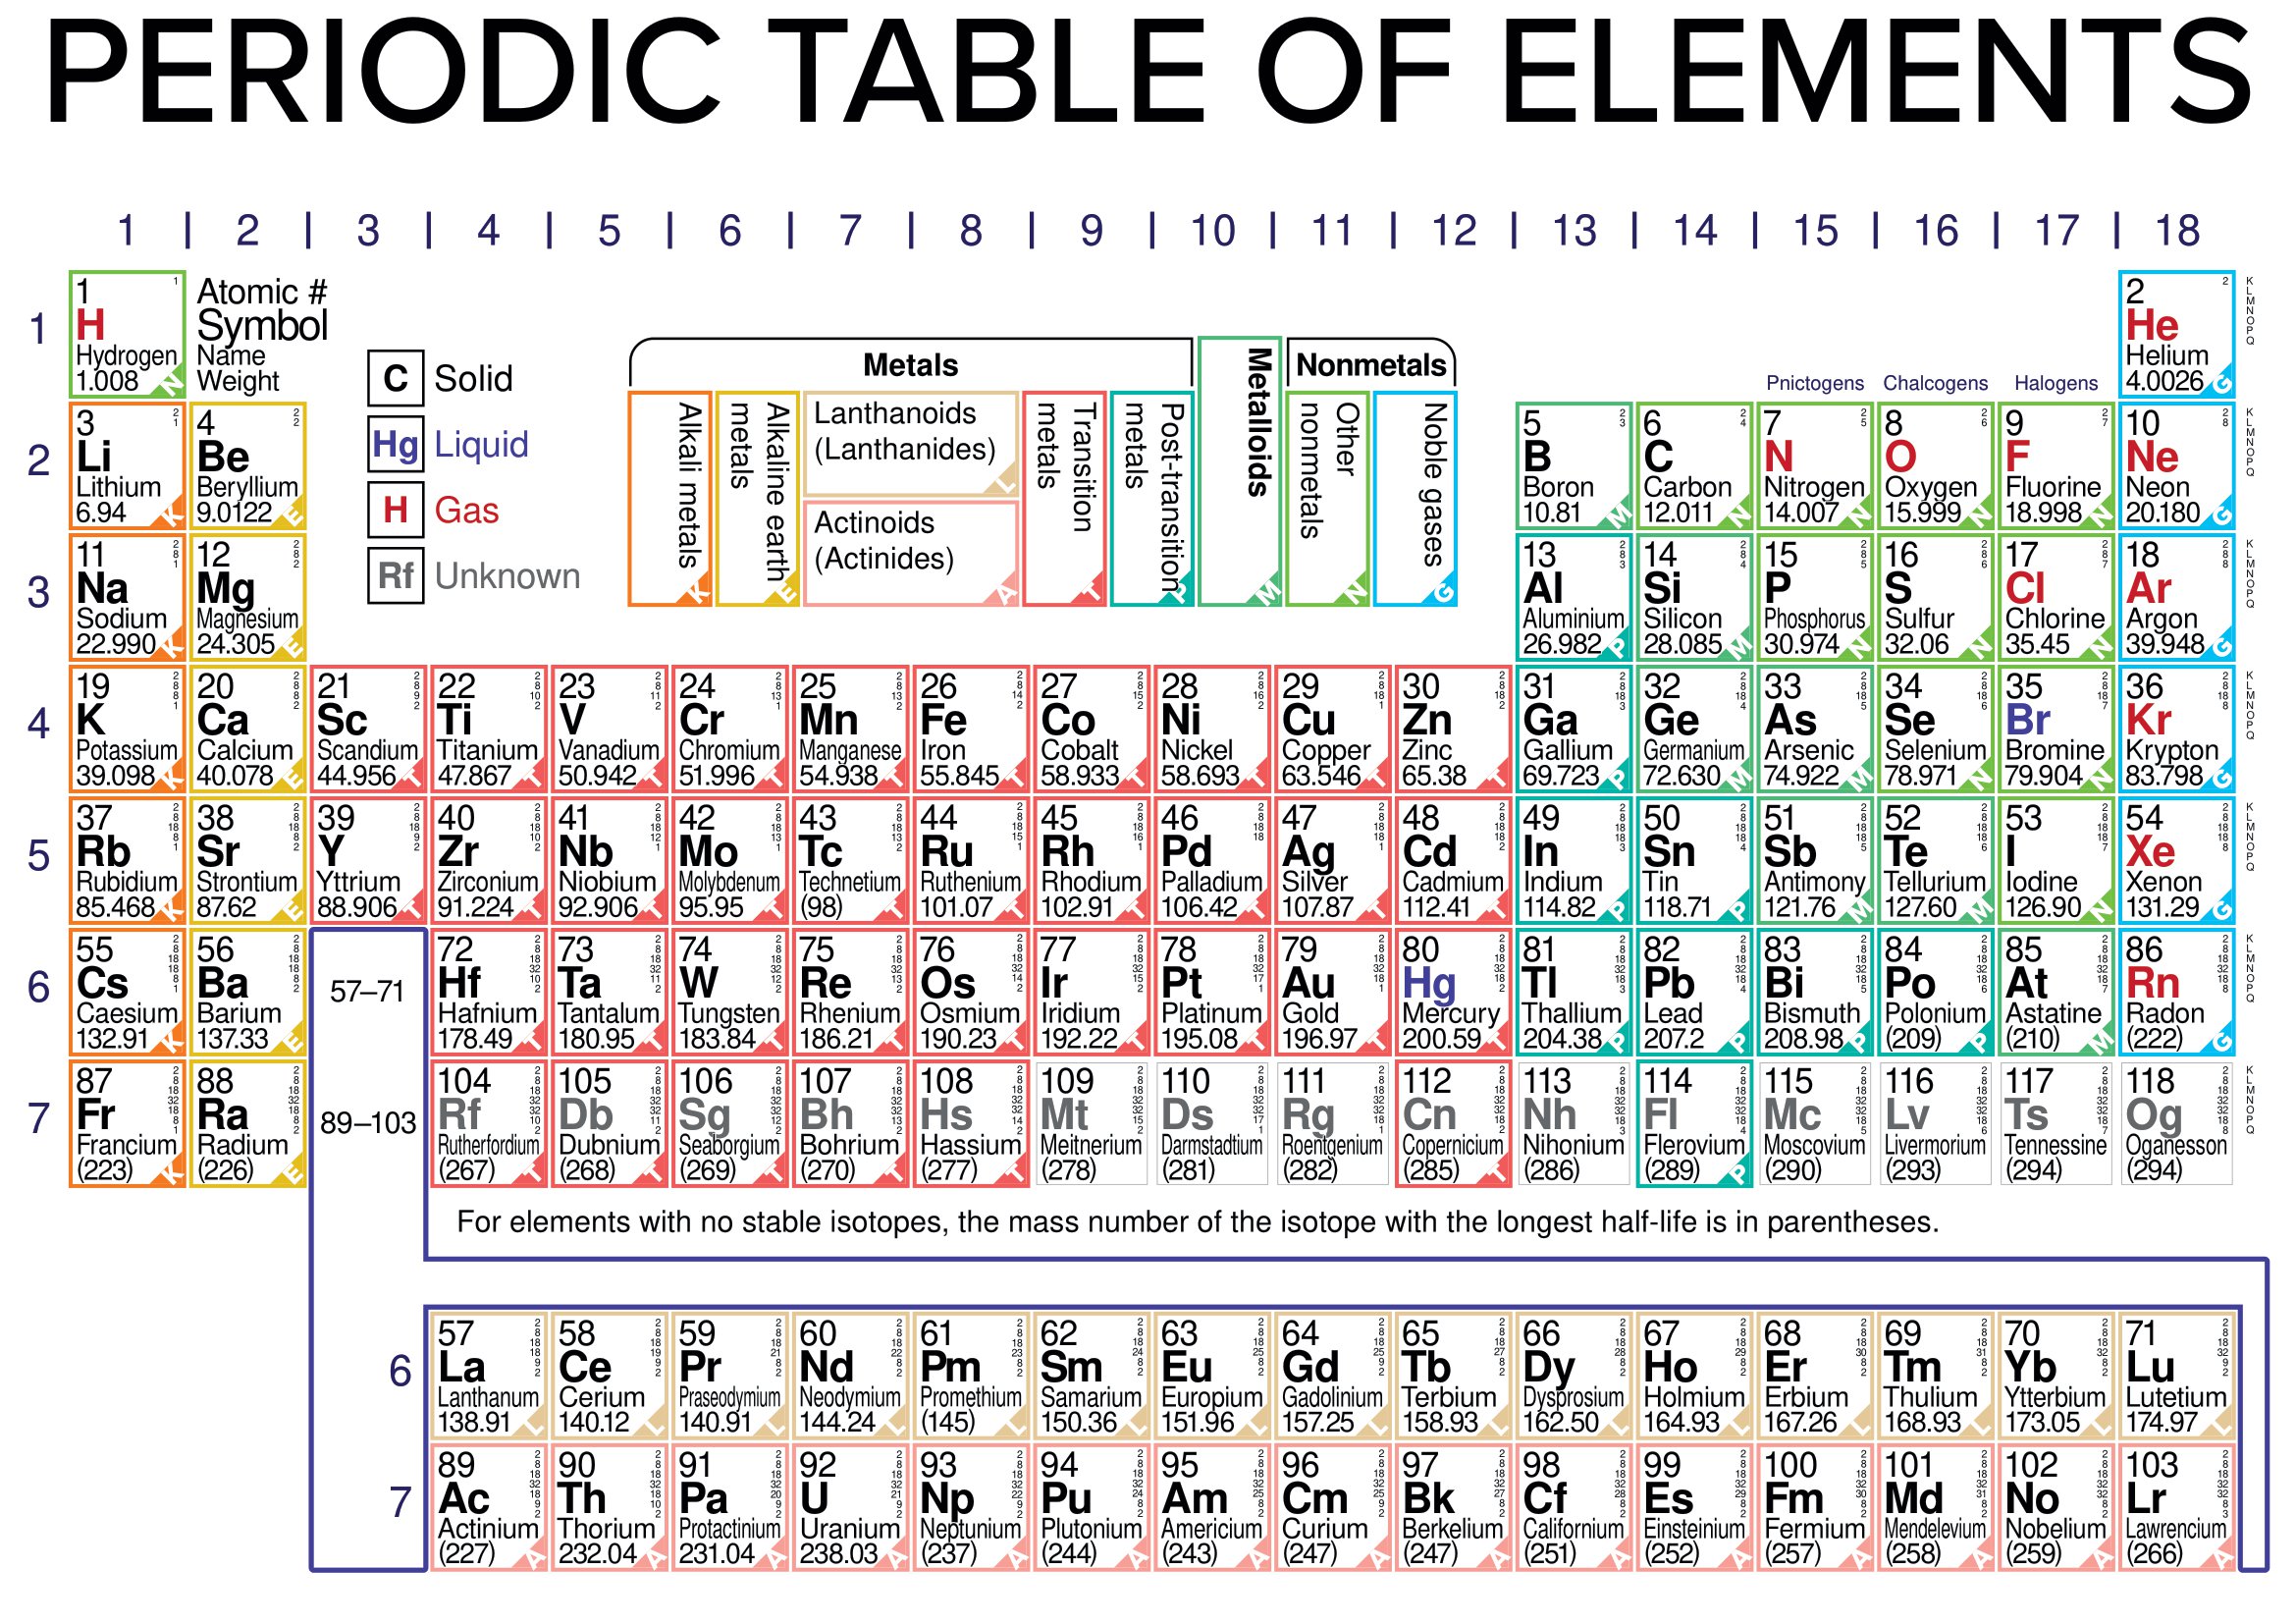 PERIODIC TABLE OF ELEMENTS
1 | 2 | 3 | 4 | 5 | 6 | 7 | 8 | 9 | 10 | 11 | 12 | 13 | 14 | 15 | 16 | 17 | 18
1
1
H
Hydrogen
1.008
N
Atomic #
Symbol
Name
Weight
C Solid
Hg Liquid
H Gas
Rf Unknown
Metals
Alkali metals
K
Alkaline earth
metals
E
Lanthanoids
(Lanthanides)
L
Actinoids
(Actinides)
A
Transition
metals
T
Post-transition
metals
P
Metalloids
M
Nonmetals
Other
nonmetals
N
Noble gases
G
Pnictogens Chalcogens Halogens
2
He
Helium
4.0026
G
2
3 4 5 6 7 8 9 10
Li Be B C N O F Ne
Lithium Beryllium Boron Carbon Nitrogen Oxygen Fluorine Neon
6.94 9.0122 10.81 12.011 14.007 15.999 18.998 20.180
3
11 12 13 14 15 16 17 18
Na Mg Al Si P S Cl Ar
Sodium Magnesium Aluminium Silicon Phosphorus Sulfur Chlorine Argon
22.990 24.305 26.982 28.085 30.974 32.06 35.45 39.948
4
19 20 21 22 23 24 25 26 27 28 29 30 31 32 33 34 35 36
K Ca Sc Ti V Cr Mn Fe Co Ni Cu Zn Ga Ge As Se Br Kr
Potassium Calcium Scandium Titanium Vanadium Chromium Manganese Iron Cobalt Nickel Copper Zinc Gallium Germanium Arsenic Selenium Bromine Krypton
39.098 40.078 44.956 47.867 50.942 51.996 54.938 55.845 58.933 58.693 63.546 65.38 69.723 72.630 74.922 78.971 79.904 83.798
5
37 38 39 40 41 42 43 44 45 46 47 48 49 50 51 52 53 54
Rb Sr Y Zr Nb Mo Tc Ru Rh Pd Ag Cd In Sn Sb Te I Xe
Rubidium Strontium Yttrium Zirconium Niobium Molybdenum Technetium Ruthenium Rhodium Palladium Silver Cadmium Indium Tin Antimony Tellurium Iodine Xenon
85.468 87.62 88.906 91.224 92.906 95.95 (98) 101.07 102.91 106.42 107.87 112.41 114.82 118.71 121.76 127.60 126.90 131.29
6
55 56 57–71 72 73 74 75 76 77 78 79 80 81 82 83 84 85 86
Cs Ba Hf Ta W Re Os Ir Pt Au Hg Tl Pb Bi Po At Rn
Caesium Barium Hafnium Tantalum Tungsten Rhenium Osmium Iridium Platinum Gold Mercury Thallium Lead Bismuth Polonium Astatine Radon
132.91 137.33 178.49 180.95 183.84 186.21 190.23 192.22 195.08 196.97 200.59 204.38 207.2 208.98 (209) (210) (222)
7
87 88 89–103 104 105 106 107 108 109 110 111 112 113 114 115 116 117 118
Fr Ra Rf Db Sg Bh Hs Mt Ds Rg Cn Nh Fl Mc Lv Ts Og
Francium Radium Rutherfordium Dubnium Seaborgium Bohrium Hassium Meitnerium Darmstadtium Roentgenium Copernicium Nihonium Flerovium Moscovium Livermorium Tennessine Oganesson
(223) (226) (267) (268) (269) (270) (277) (278) (281) (282) (285) (286) (289) (290) (293) (294) (294)
For elements with no stable isotopes, the mass number of the isotope with the longest half-life is in parentheses.
6
57 58 59 60 61 62 63 64 65 66 67 68 69 70 71
La Ce Pr Nd Pm Sm Eu Gd Tb Dy Ho Er Tm Yb Lu
Lanthanum Cerium Praseodymium Neodymium Promethium Samarium Europium Gadolinium Terbium Dysprosium Holmium Erbium Thulium Ytterbium Lutetium
138.91 140.12 140.91 144.24 (145) 150.36 151.96 157.25 158.93 162.50 164.93 167.26 168.93 173.05 174.97
7
89 90 91 92 93 94 95 96 97 98 99 100 101 102 103
Ac Th Pa U Np Pu Am Cm Bk Cf Es Fm Md No Lr
Actinium Thorium Protactinium Uranium Neptunium Plutonium Americium Curium Berkelium Californium Einsteinium Fermium Mendelevium Nobelium Lawrencium
(227) 232.04 231.04 238.03 (237) (244) (243) (247) (247) (251) (252) (257) (258) (259) (266)